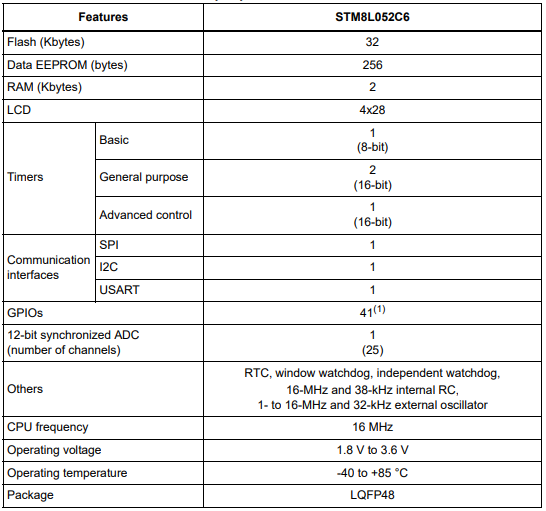 Features STM8L052C6
Flash (Kbytes) 32
Data EEPROM (bytes) 256
RAM (Kbytes) 2
LCD 4x28
Timers
Basic 1
(8-bit)
General purpose 2
(16-bit)
Advanced control 1
(16-bit)
Communication
interfaces
SPI 1
I2C 1
USART 1
GPIOs 41(1)
12-bit synchronized ADC
(number of channels)
1
(25)
Others
RTC, window watchdog, independent watchdog,
16-MHz and 38-kHz internal RC,
1- to 16-MHz and 32-kHz external oscillator
CPU frequency 16 MHz
Operating voltage 1.8 V to 3.6 V
Operating temperature -40 to +85 °C
Package LQFP48